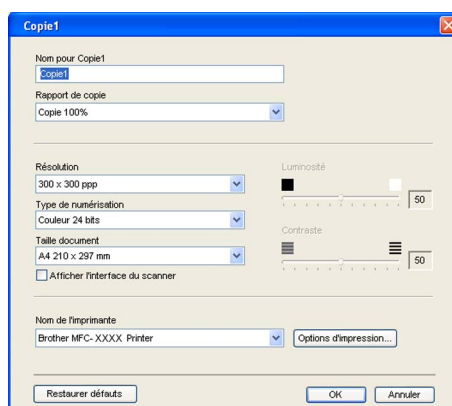 Copie1
Nom pour Copie1
Copie1
Rapport de copie
Copie 100%
Résolution
300 x 300 ppp
Type de numérisation
Couleur 24 bits
Taille document
A4 210 x 297 mm
Afficher l'interface du scanner
Luminosité
50
Contraste
50
Nom de l'imprimante
Brother MFC- XXXX Printer
Options d'impression...
Restaurer défauts
OK
Annuler